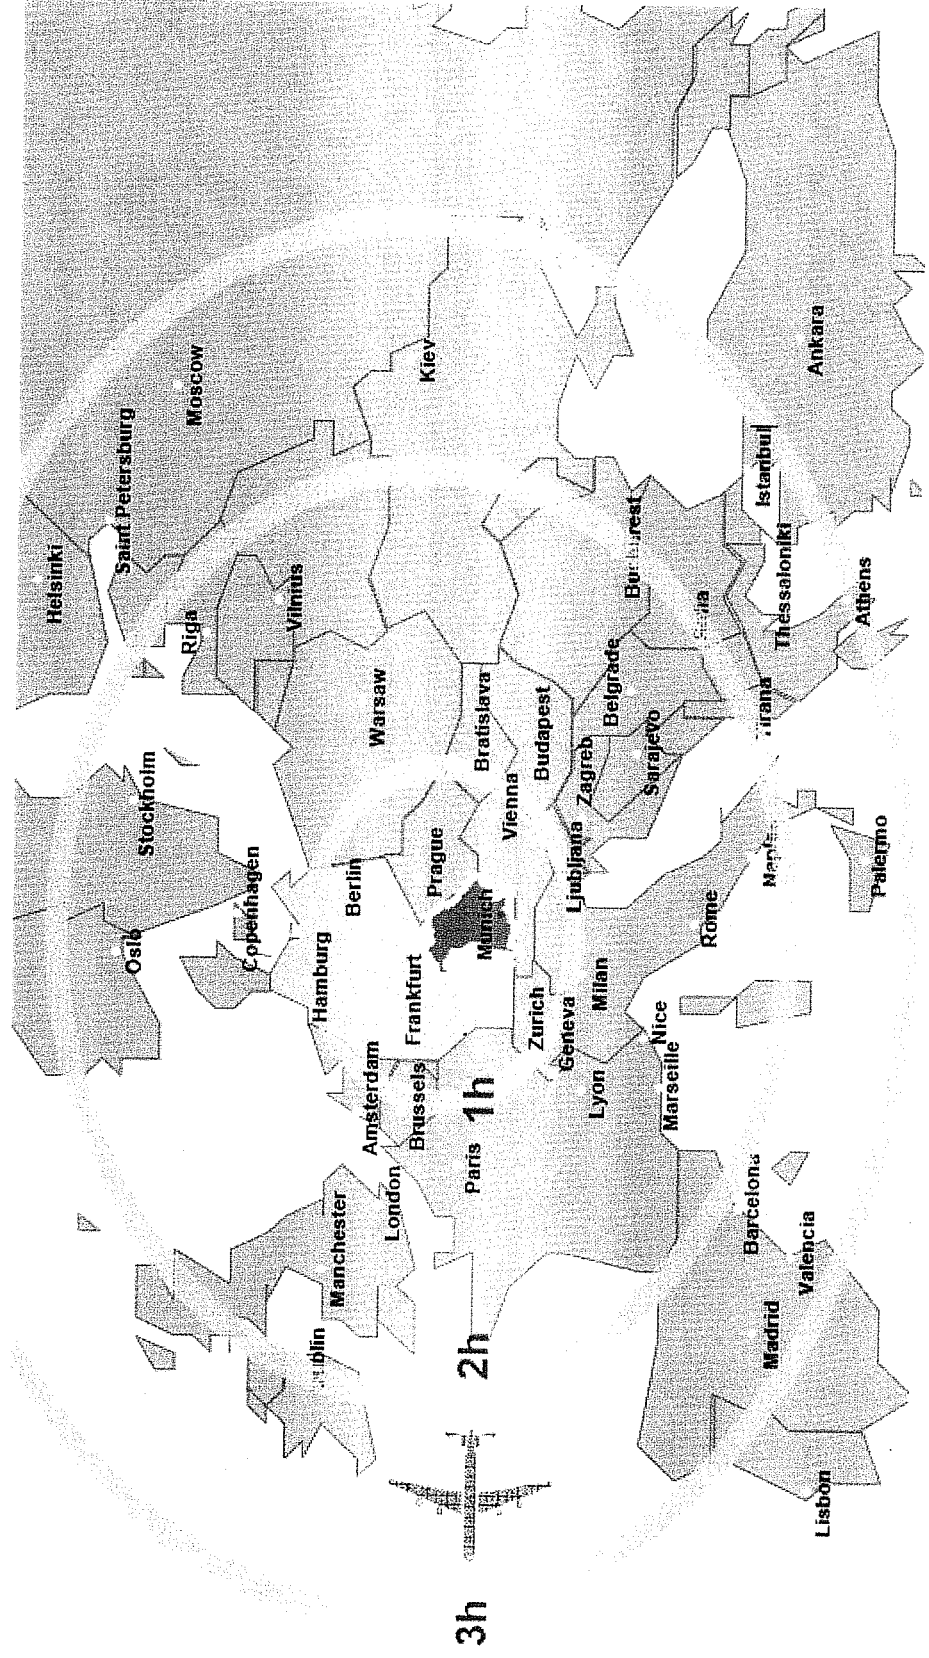 Helsinki
Saint Petersburg
Moscow
Stockholm
Oslo
Riga
Vilnius
Copenhagen
Hamburg
Berlin
Warsaw
Kiev
Manchester
London
Amsterdam
Brussels
Frankfurt
Prague
Bratislava
3h
2h
1h
Paris
Munich
Vienna
Budapest
Zurich
Geneva
Lyon
Milan
Ljubljana
Zagreb
Belgrade
Sarajevo
Nice
Marseille
Rome
Istanbul
Thessaloniki
Ankara
Athens
Barcelona
Valencia
Madrid
Lisbon
Palermo